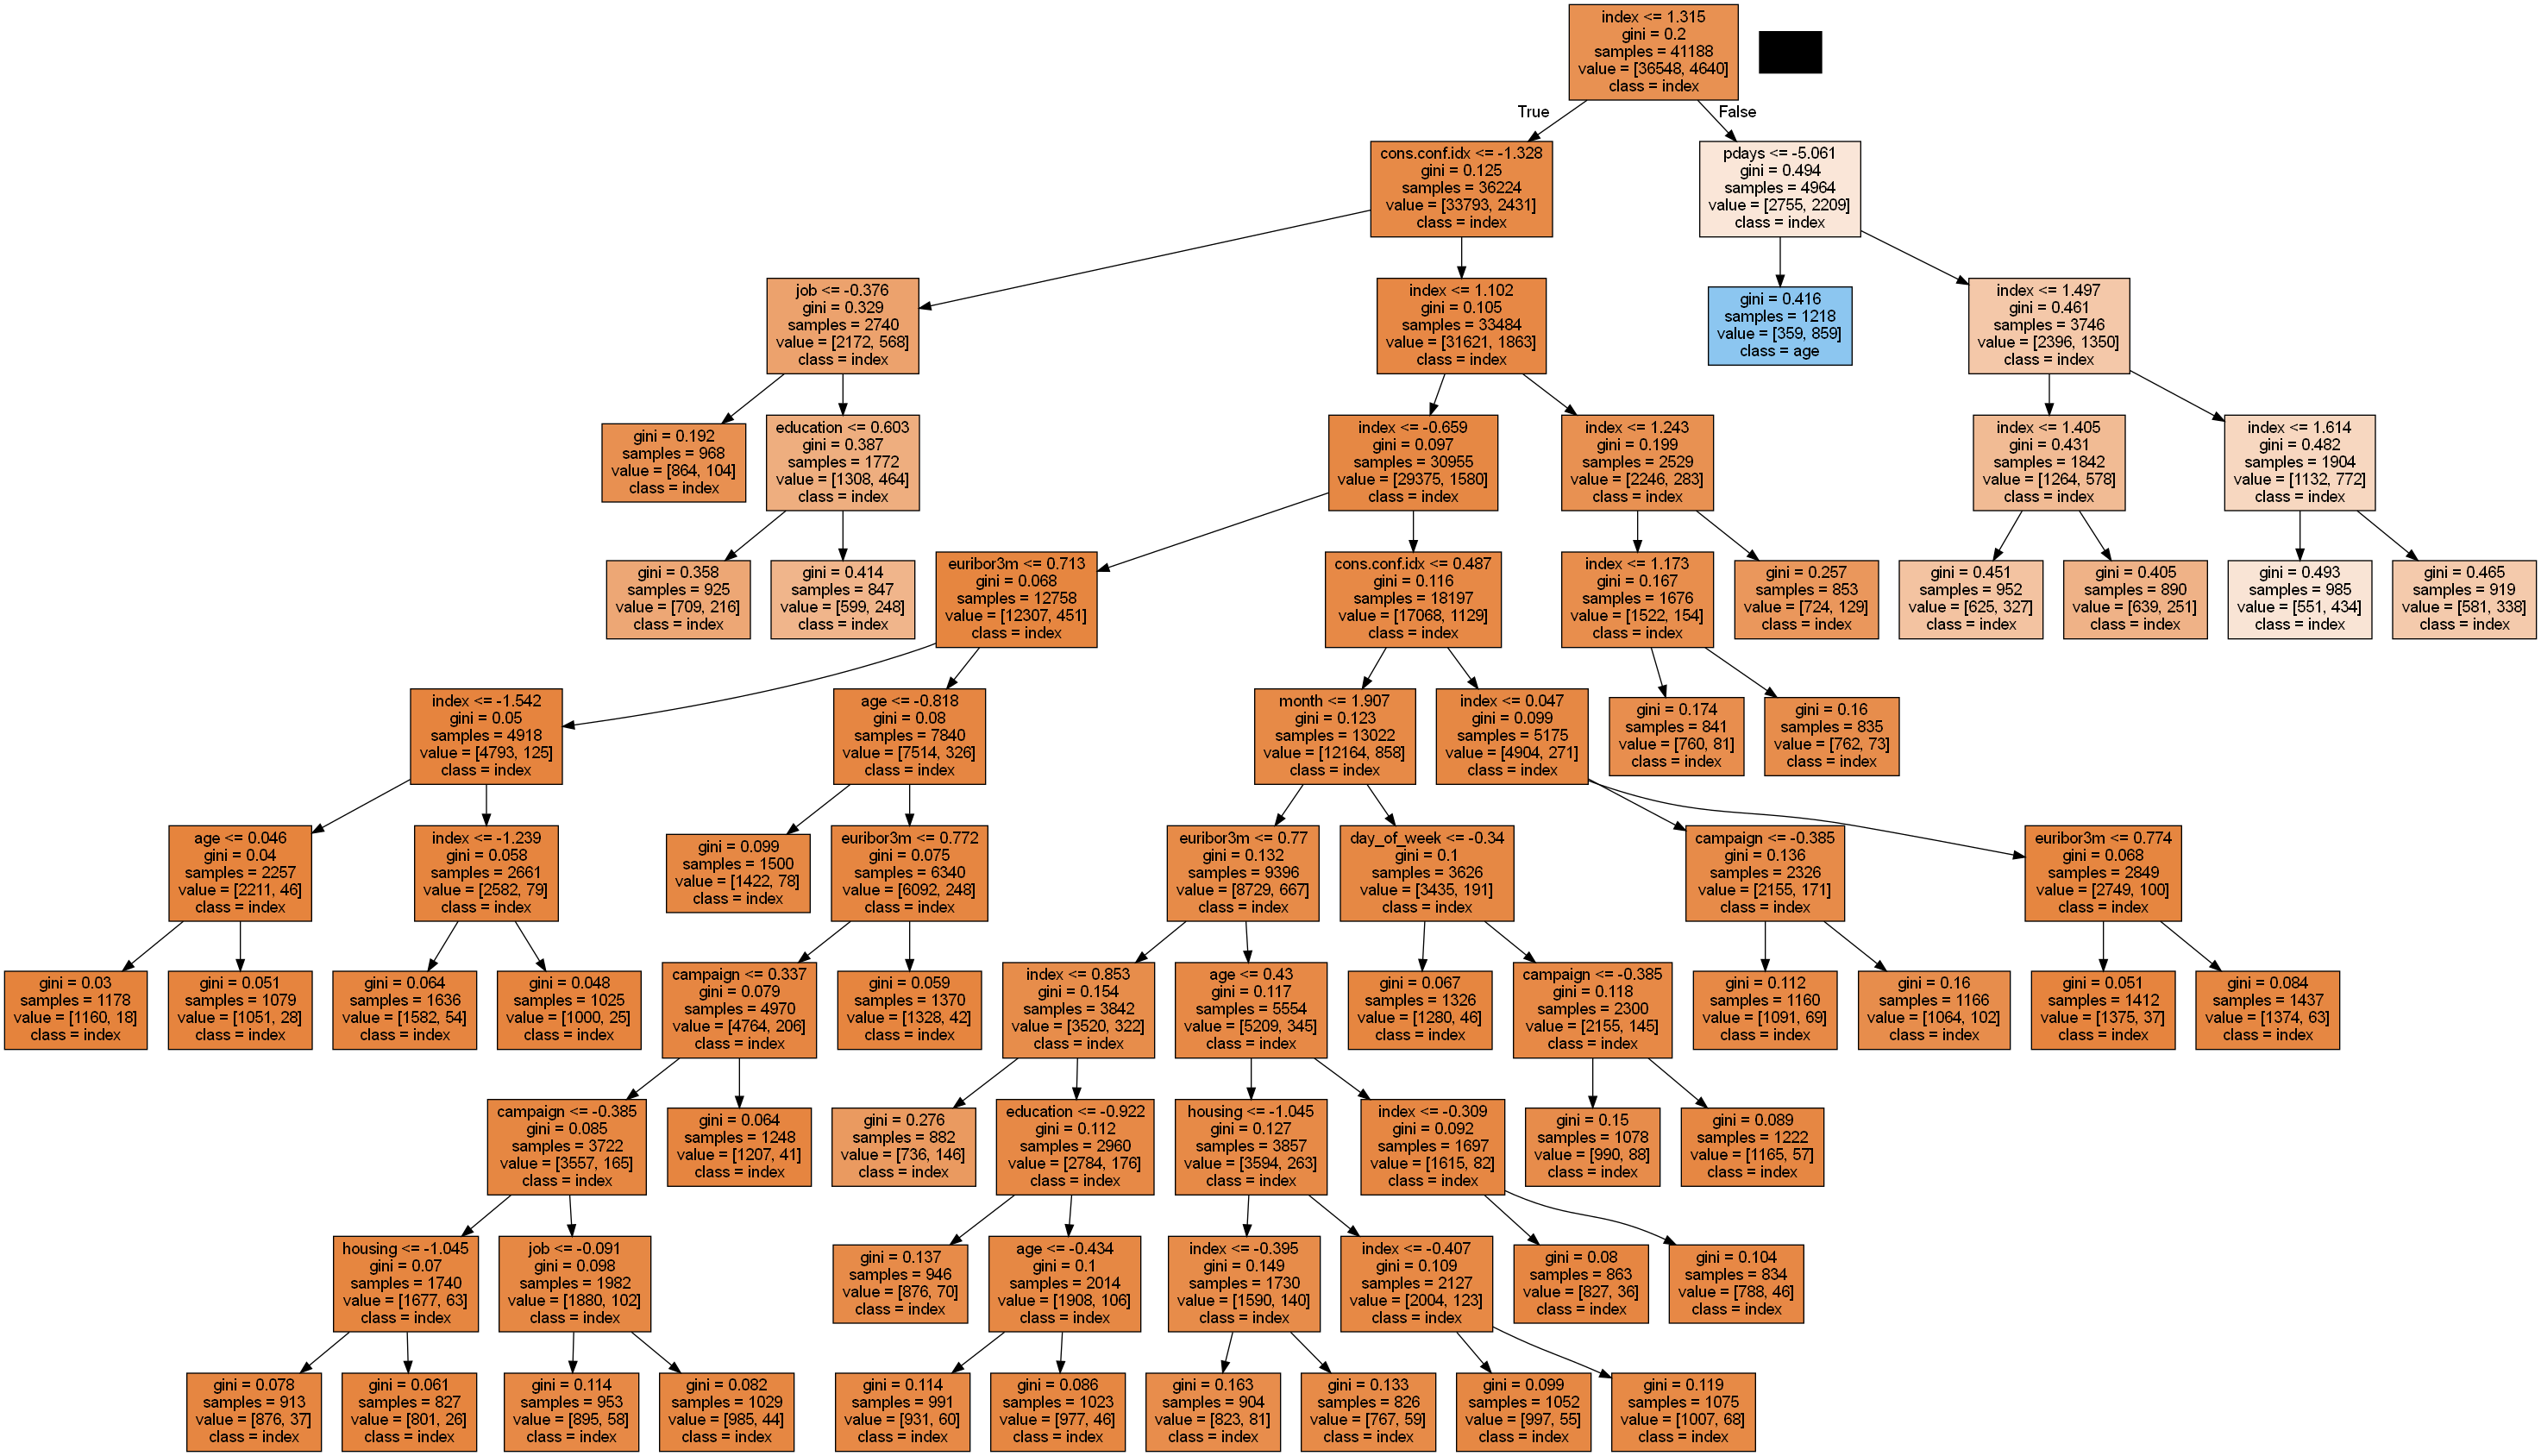 index <= 1.315
gini = 0.2
samples = 41188
value = [36548, 4640]
class = index
True
False
cons.conf.idx <= -1.328
gini = 0.125
samples = 36224
value = [33793, 2431]
class = index
pdays <= -5.061
gini = 0.494
samples = 4964
value = [2755, 2209]
class = index
job <= -0.376
gini = 0.329
samples = 2740
value = [2172, 568]
class = index
index <= 1.102
gini = 0.105
samples = 33484
value = [31621, 1863]
class = index
gini = 0.416
samples = 1218
value = [359, 859]
class = age
index <= 1.497
gini = 0.461
samples = 3746
value = [2396, 1350]
class = index
gini = 0.192
samples = 968
value = [864, 104]
class = index
education <= 0.603
gini = 0.387
samples = 1772
value = [1308, 464]
class = index
index <= -0.659
gini = 0.097
samples = 30955
value = [29375, 1580]
class = index
index <= 1.243
gini = 0.199
samples = 2529
value = [2246, 283]
class = index
index <= 1.405
gini = 0.431
samples = 1842
value = [1264, 578]
class = index
index <= 1.614
gini = 0.482
samples = 1904
value = [1132, 772]
class = index
gini = 0.358
samples = 925
value = [709, 216]
class = index
gini = 0.414
samples = 847
value = [599, 248]
class = index
euribor3m <= 0.713
gini = 0.068
samples = 12758
value = [12307, 451]
class = index
cons.conf.idx <= 0.487
gini = 0.116
samples = 18197
value = [17068, 1129]
class = index
index <= 1.173
gini = 0.167
samples = 1676
value = [1522, 154]
class = index
gini = 0.257
samples = 853
value = [724, 129]
class = index
gini = 0.451
samples = 952
value = [625, 327]
class = index
gini = 0.405
samples = 890
value = [639, 251]
class = index
gini = 0.493
samples = 985
value = [551, 434]
class = index
gini = 0.465
samples = 919
value = [581, 338]
class = index
index <= -1.542
gini = 0.05
samples = 4918
value = [4793, 125]
class = index
age <= -0.818
gini = 0.08
samples = 7840
value = [7514, 326]
class = index
month <= 1.907
gini = 0.123
samples = 13022
value = [12164, 858]
class = index
index <= 0.047
gini = 0.099
samples = 5175
value = [4904, 271]
class = index
gini = 0.174
samples = 841
value = [760, 81]
class = index
gini = 0.16
samples = 835
value = [762, 73]
class = index
age <= 0.046
gini = 0.04
samples = 2257
value = [2211, 46]
class = index
index <= -1.239
gini = 0.058
samples = 2661
value = [2582, 79]
class = index
gini = 0.099
samples = 1500
value = [1422, 78]
class = index
euribor3m <= 0.772
gini = 0.075
samples = 6340
value = [6092, 248]
class = index
euribor3m <= 0.77
gini = 0.132
samples = 9396
value = [8729, 667]
class = index
day_of_week <= -0.34
gini = 0.1
samples = 3626
value = [3435, 191]
class = index
campaign <= -0.385
gini = 0.136
samples = 2326
value = [2155, 171]
class = index
euribor3m <= 0.774
gini = 0.068
samples = 2849
value = [2749, 100]
class = index
gini = 0.03
samples = 1178
value = [1160, 18]
class = index
gini = 0.051
samples = 1079
value = [1051, 28]
class = index
gini = 0.064
samples = 1636
value = [1582, 54]
class = index
gini = 0.048
samples = 1025
value = [1000, 25]
class = index
campaign <= 0.337
gini = 0.079
samples = 4970
value = [4764, 206]
class = index
gini = 0.059
samples = 1370
value = [1328, 42]
class = index
index <= 0.853
gini = 0.154
samples = 3842
value = [3520, 322]
class = index
age <= 0.43
gini = 0.117
samples = 5554
value = [5209, 345]
class = index
gini = 0.067
samples = 1326
value = [1280, 46]
class = index
campaign <= -0.385
gini = 0.118
samples = 2300
value = [2155, 145]
class = index
gini = 0.112
samples = 1160
value = [1091, 69]
class = index
gini = 0.16
samples = 1166
value = [1064, 102]
class = index
gini = 0.051
samples = 1412
value = [1375, 37]
class = index
gini = 0.084
samples = 1437
value = [1374, 63]
class = index
campaign <= -0.385
gini = 0.085
samples = 3722
value = [3557, 165]
class = index
gini = 0.064
samples = 1248
value = [1207, 41]
class = index
gini = 0.276
samples = 882
value = [736, 146]
class = index
education <= -0.922
gini = 0.112
samples = 2960
value = [2784, 176]
class = index
housing <= -1.045
gini = 0.127
samples = 3857
value = [3594, 263]
class = index
index <= -0.309
gini = 0.092
samples = 1697
value = [1615, 82]
class = index
gini = 0.15
samples = 1078
value = [990, 88]
class = index
gini = 0.089
samples = 1222
value = [1165, 57]
class = index
housing <= -1.045
gini = 0.07
samples = 1740
value = [1677, 63]
class = index
job <= -0.091
gini = 0.098
samples = 1982
value = [1880, 102]
class = index
gini = 0.137
samples = 946
value = [876, 70]
class = index
age <= -0.434
gini = 0.1
samples = 2014
value = [1908, 106]
class = index
index <= -0.395
gini = 0.149
samples = 1730
value = [1590, 140]
class = index
index <= -0.407
gini = 0.109
samples = 2127
value = [2004, 123]
class = index
gini = 0.08
samples = 863
value = [827, 36]
class = index
gini = 0.104
samples = 834
value = [788, 46]
class = index
gini = 0.078
samples = 913
value = [876, 37]
class = index
gini = 0.061
samples = 827
value = [801, 26]
class = index
gini = 0.114
samples = 953
value = [895, 58]
class = index
gini = 0.082
samples = 1029
value = [985, 44]
class = index
gini = 0.114
samples = 991
value = [931, 60]
class = index
gini = 0.086
samples = 1023
value = [977, 46]
class = index
gini = 0.163
samples = 904
value = [823, 81]
class = index
gini = 0.133
samples = 826
value = [767, 59]
class = index
gini = 0.099
samples = 1052
value = [997, 55]
class = index
gini = 0.119
samples = 1075
value = [1007, 68]
class = index